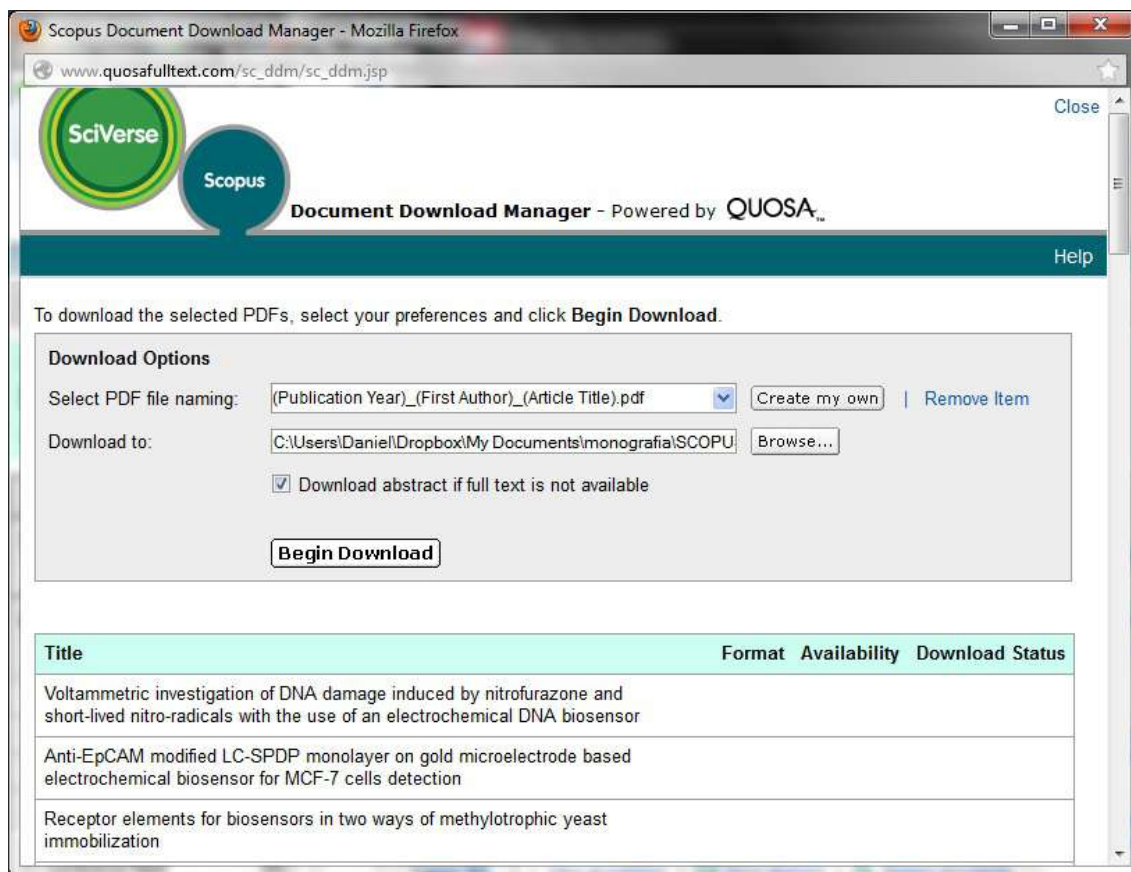 Scopus Document Download Manager - Mozilla Firefox
www.quosafulltext.com/sc_ddm/sc_ddm.jsp
Close
SciVerse
Scopus
Document Download Manager - Powered by QUOSA™
Help
To download the selected PDFs, select your preferences and click Begin Download.
Download Options
Select PDF file naming: (Publication Year)_(First Author)_(Article Title).pdf Create my own | Remove Item
Download to: C:\Users\Daniel\Dropbox\My Documents\monografia\SCOPU Browse...
Download abstract if full text is not available
Begin Download
Title Format Availability Download Status
Voltammetric investigation of DNA damage induced by nitrofurazone and
short-lived nitro-radicals with the use of an electrochemical DNA biosensor
Anti-EpCAM modified LC-SPDP monolayer on gold microelectrode based
electrochemical biosensor for MCF-7 cells detection
Receptor elements for biosensors in two ways of methylotrophic yeast
immobilization